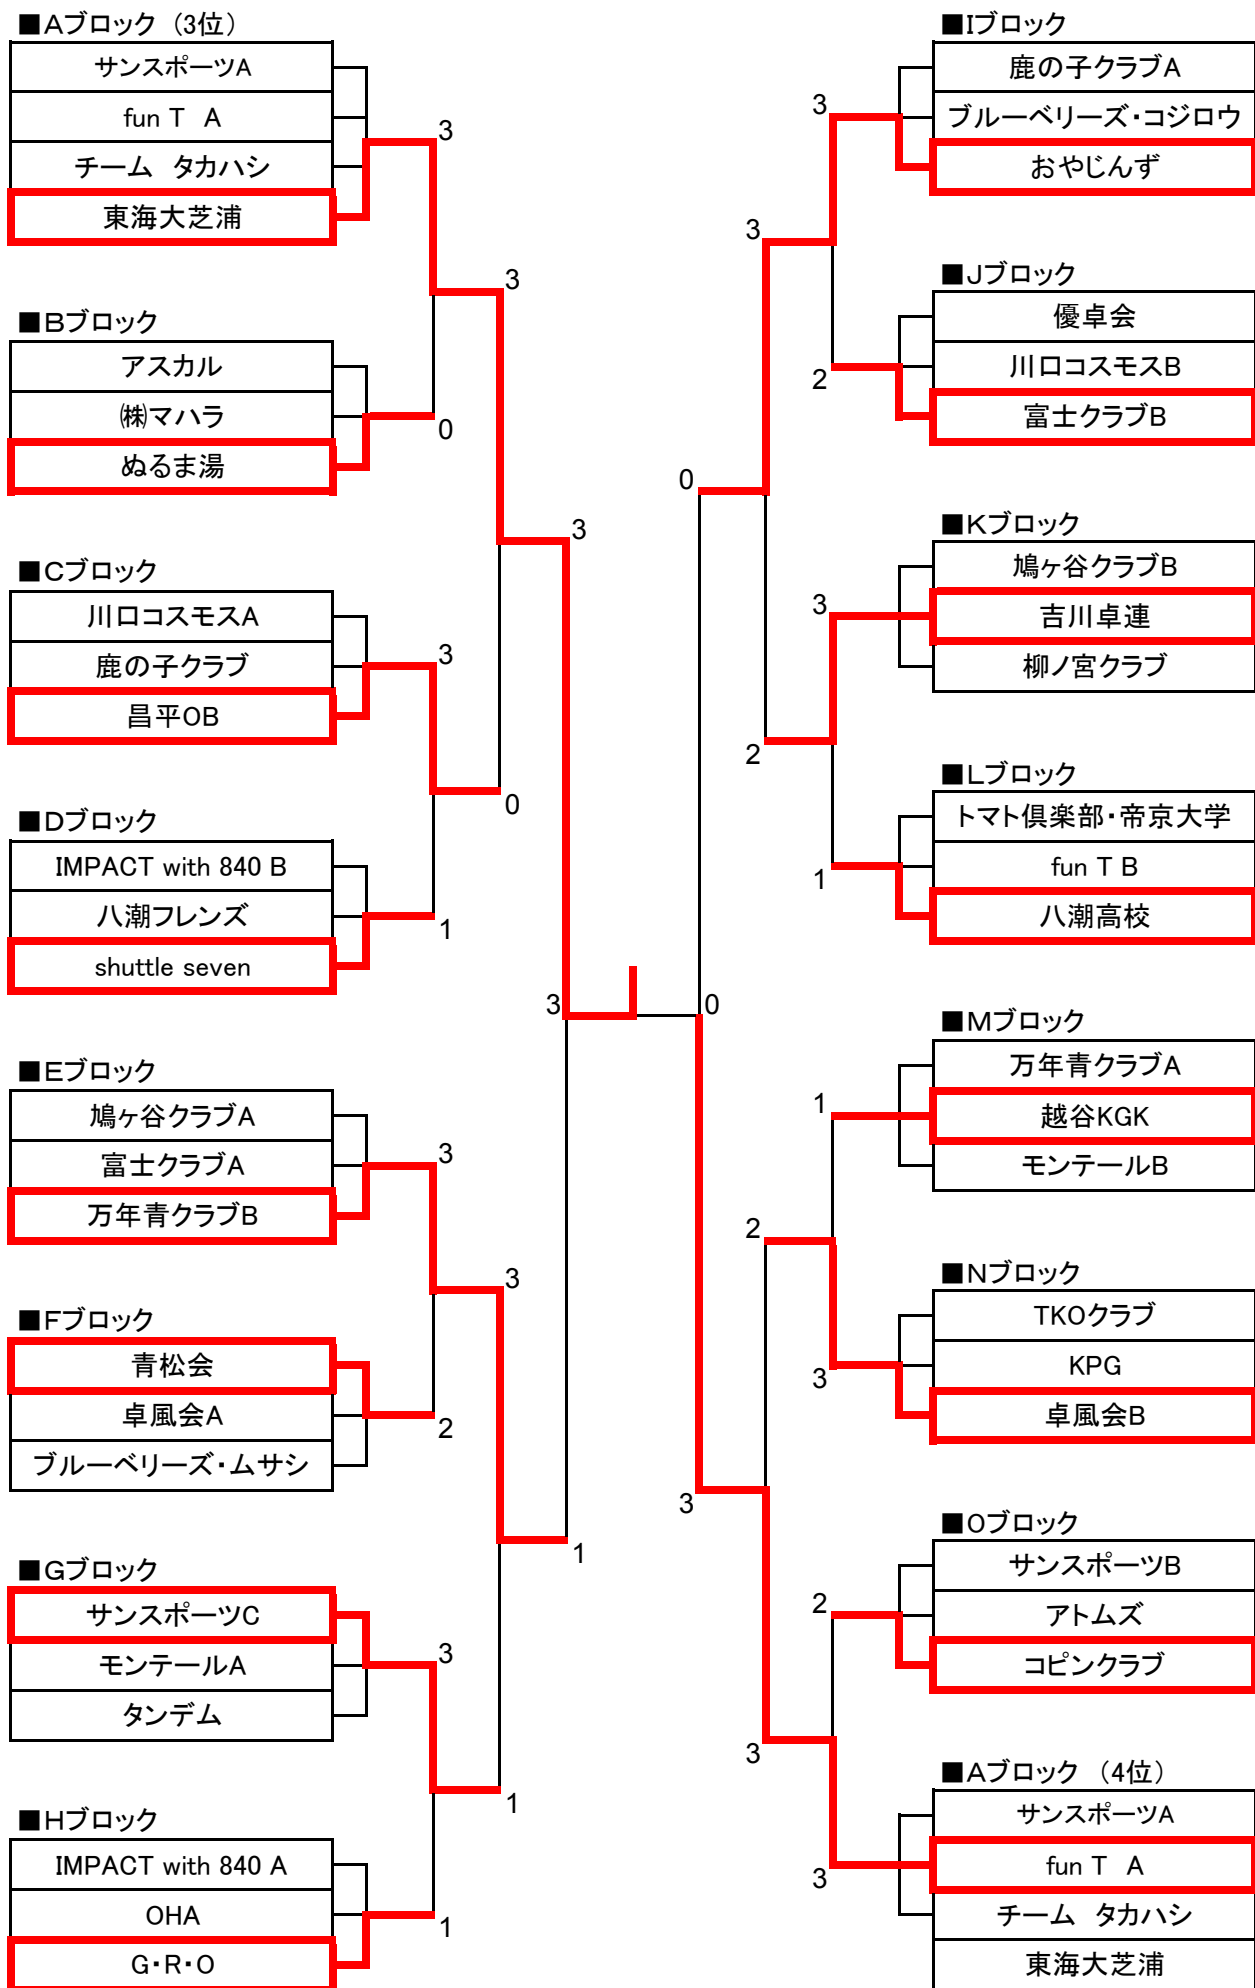 ■Aブロック (3位)
サンスポーツA
fun T A
チーム タカハシ
東海大芝浦
3
■Bブロック
アスカル
㈱マハラ
ぬるま湯
0
3
■Cブロック
川口コスモスA
鹿の子クラブ
昌平OB
3
■Dブロック
IMPACT with 840 B
八潮フレンズ
shuttle seven
1
0
3
■Eブロック
鳩ヶ谷クラブA
富士クラブA
万年青クラブB
3
■Fブロック
青松会
卓風会A
ブルーベリーズ・ムサシ
2
3
■Gブロック
サンスポーツC
モンテールA
タンデム
3
■Hブロック
IMPACT with 840 A
OHA
G・R・O
1
1
1
3
0
■Iブロック
鹿の子クラブA
ブルーベリーズ・コジロウ
おやじんず
3
■Jブロック
優卓会
川口コスモスB
富士クラブB
2
3
■Kブロック
鳩ヶ谷クラブB
吉川卓連
柳ノ宮クラブ
3
■Lブロック
トマト倶楽部・帝京大学
fun T B
八潮高校
1
2
0
■Mブロック
万年青クラブA
越谷KGK
モンテールB
1
■Nブロック
TKOクラブ
KPG
卓風会B
3
2
■Oブロック
サンスポーツB
アトムズ
コピンクラブ
2
■Aブロック (4位)
サンスポーツA
fun T A
チーム タカハシ
東海大芝浦
3
3
3